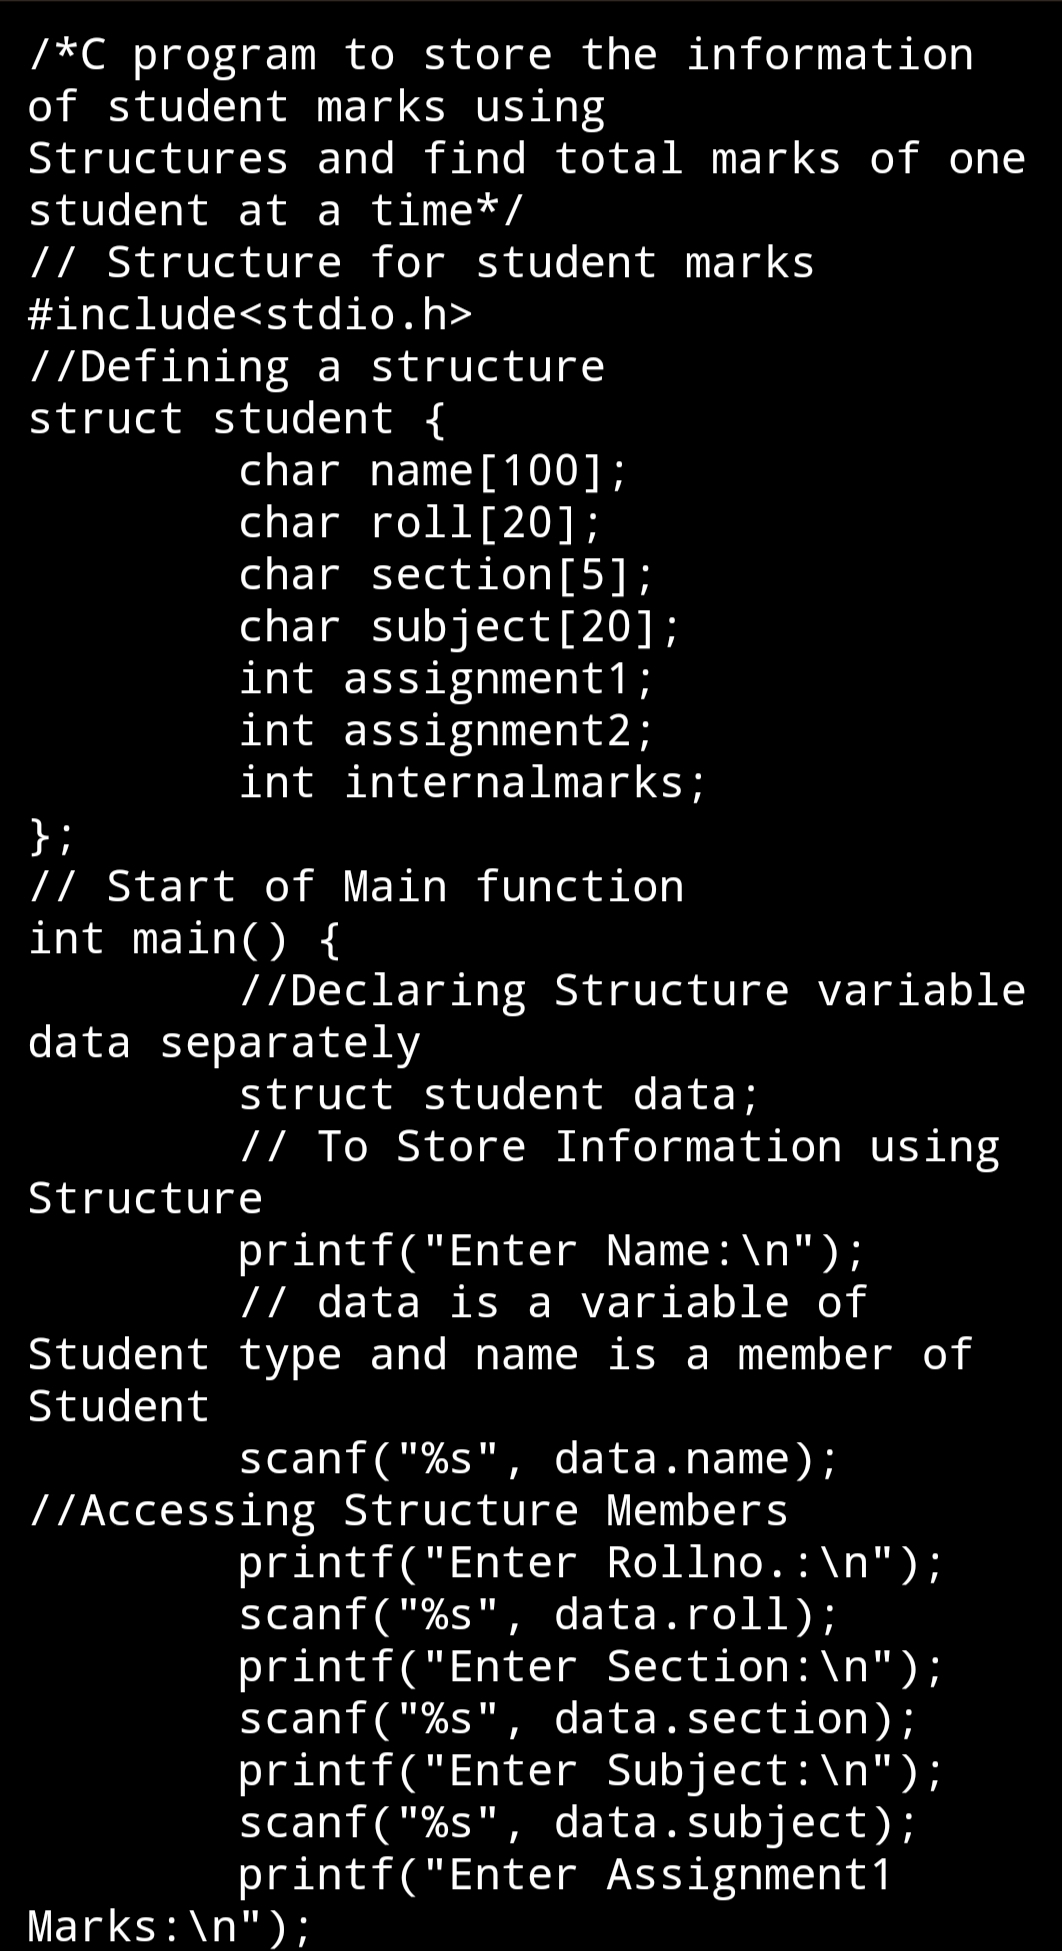 /*C program to store the information
of student marks using
Structures and find total marks of one
student at a time*/
// Structure for student marks
#include<stdio.h>
//Defining a structure
struct student {
        char name[100];
        char roll[20];
        char section[5];
        char subject[20];
        int assignment1;
        int assignment2;
        int internalmarks;
};
// Start of Main function
int main() {
        //Declaring Structure variable
data separately
        struct student data;
        // To Store Information using
Structure
        printf("Enter Name:\n");
        // data is a variable of
Student type and name is a member of
Student
        scanf("%s", data.name);
//Accessing Structure Members
        printf("Enter Rollno.:\n");
        scanf("%s", data.roll);
        printf("Enter Section:\n");
        scanf("%s", data.section);
        printf("Enter Subject:\n");
        scanf("%s", data.subject);
        printf("Enter Assignment1
Marks:\n");